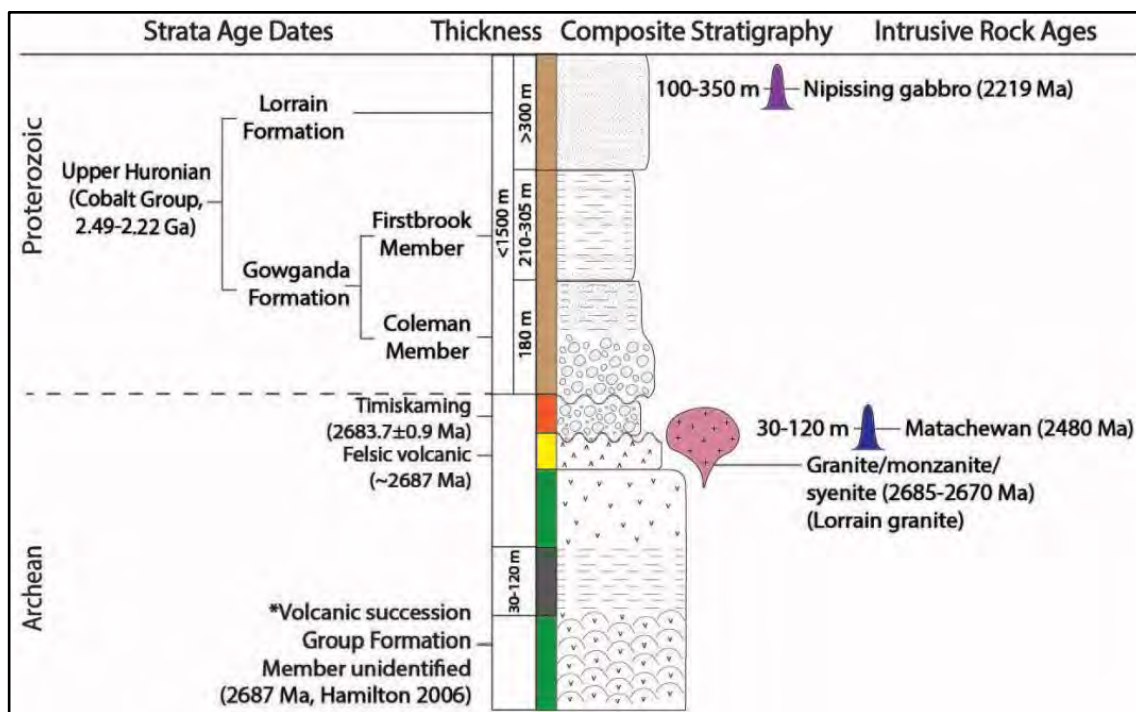 Strata Age Dates
Thickness
Composite Stratigraphy
Intrusive Rock Ages
Proterozoic
Upper Huronian
(Cobalt Group,
2.49-2.22 Ga)
Lorrain
Formation
Gowganda
Formation
Firstbrook
Member
Coleman
Member
<1500 m
>300 m
210-305 m
180 m
100-350 m
Nipissing gabbro (2219 Ma)
Archean
Timiskaming
(2683.7±0.9 Ma)
Felsic volcanic
(~2687 Ma)
30-120 m
*Volcanic succession
Group Formation
Member unidentified
(2687 Ma, Hamilton 2006)
30-120 m
Matachewan (2480 Ma)
Granite/monzanite/
syenite (2685-2670 Ma)
(Lorrain granite)